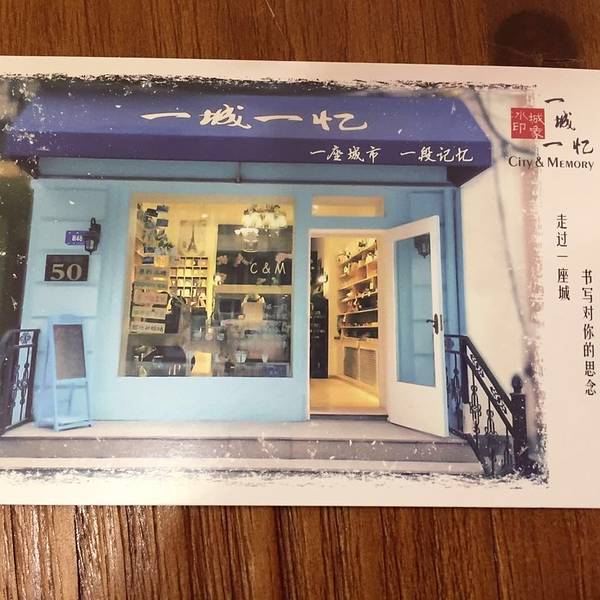 一城一忆
一座城市 一段记忆
50
C & M
一城一忆
水印城象
CITY & MEMORY
走过一座城
书写对你的思念